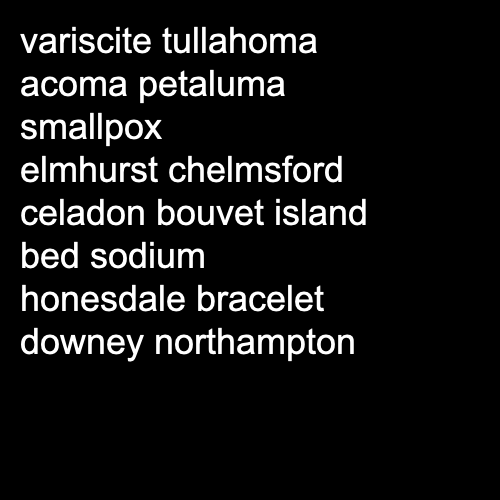 variscite tullahoma
acoma petaluma
smallpox
elmhurst chelmsford
celadon bouvet island
bed sodium
honesdale bracelet
downey northampton